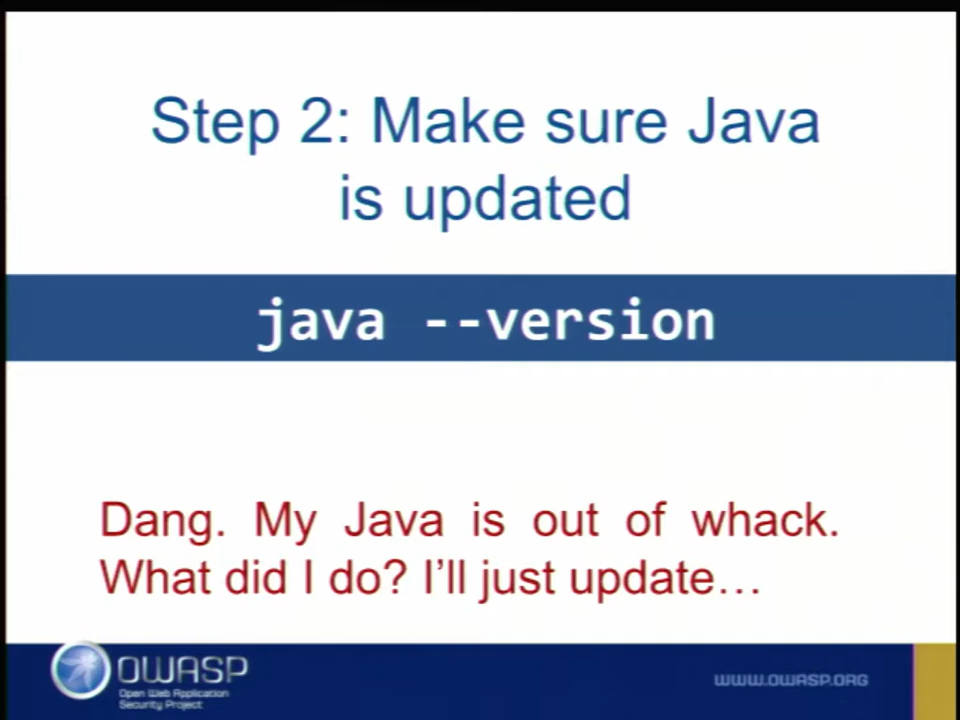 Step 2: Make sure Java
is updated
java --version
Dang. My Java is out of whack.
What did I do? I'll just update…
OWASP
Open Web Application
Security Project
WWW.OWASP.ORG